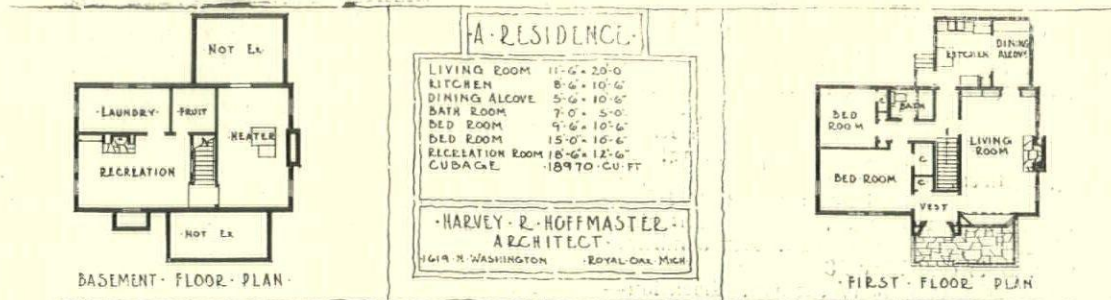 NOT EX.
·LAUNDRY·
FRUIT
HEATER
RECREATION
·NOT EX
BASEMENT · FLOOR · PLAN ·
·A · RESIDENCE·
LIVING ROOM 11'-6" × 20'-0
KITCHEN 8'-6" × 10'-6"
DINING ALCOVE 5'-6 × 10'-6"
BATH ROOM 7'-0" × 5'-0"
BED ROOM 9'-6" × 10'-6"
BED ROOM 15'-0" × 10'-6"
RECREATION ROOM 18'-6" × 12'-6"
CUBAGE ·18970·CU·FT
·HARVEY · R · HOFFMASTER·
ARCHITECT·
·1619·N·WASHINGTON ·ROYAL·OAK·MICH
KITCHEN
DINING
ALCOVE
C
BATH
BED
ROOM
LIVING
ROOM
C
BED ROOM
C
VEST
·FIRST · FLOOR PLAN